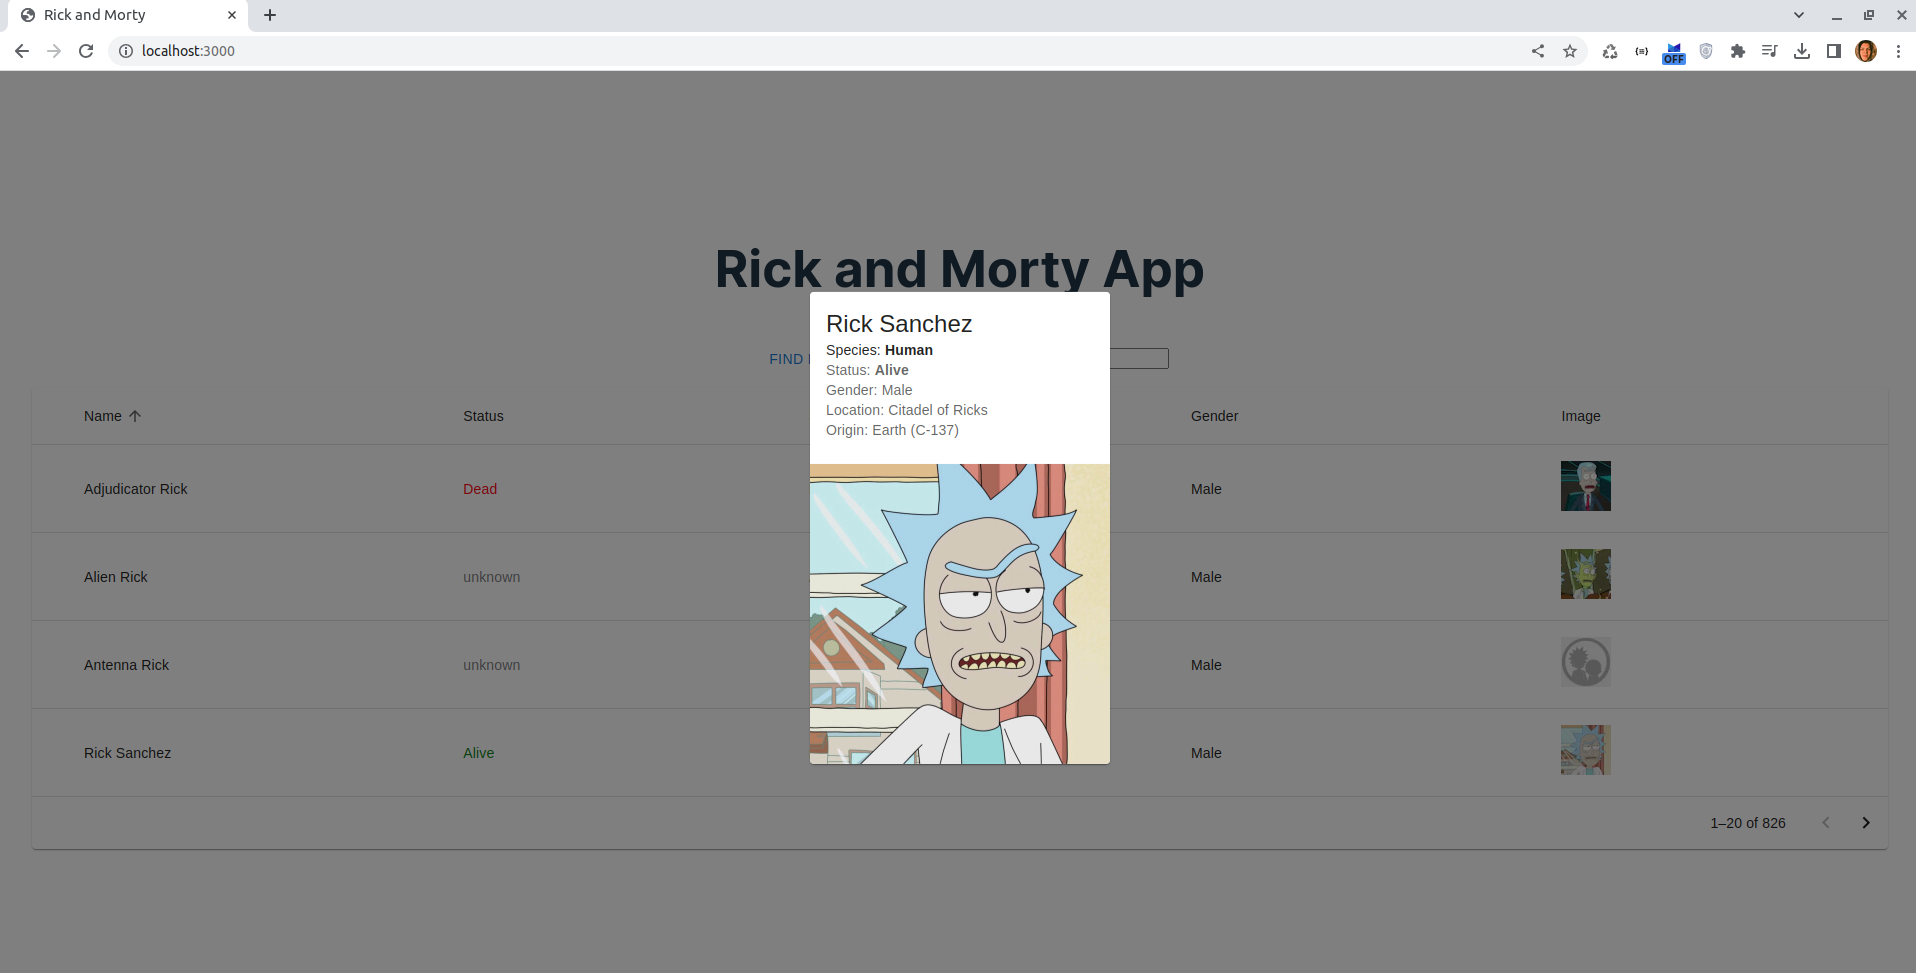 Rick and Morty
localhost:3000
OFF
Rick and Morty App
Rick Sanchez
Species: Human
Status: Alive
Gender: Male
Location: Citadel of Ricks
Origin: Earth (C-137)
FIND
Name Status Gender Image
Adjudicator Rick Dead Male
Alien Rick unknown Male
Antenna Rick unknown Male
Rick Sanchez Alive Male
1–20 of 826